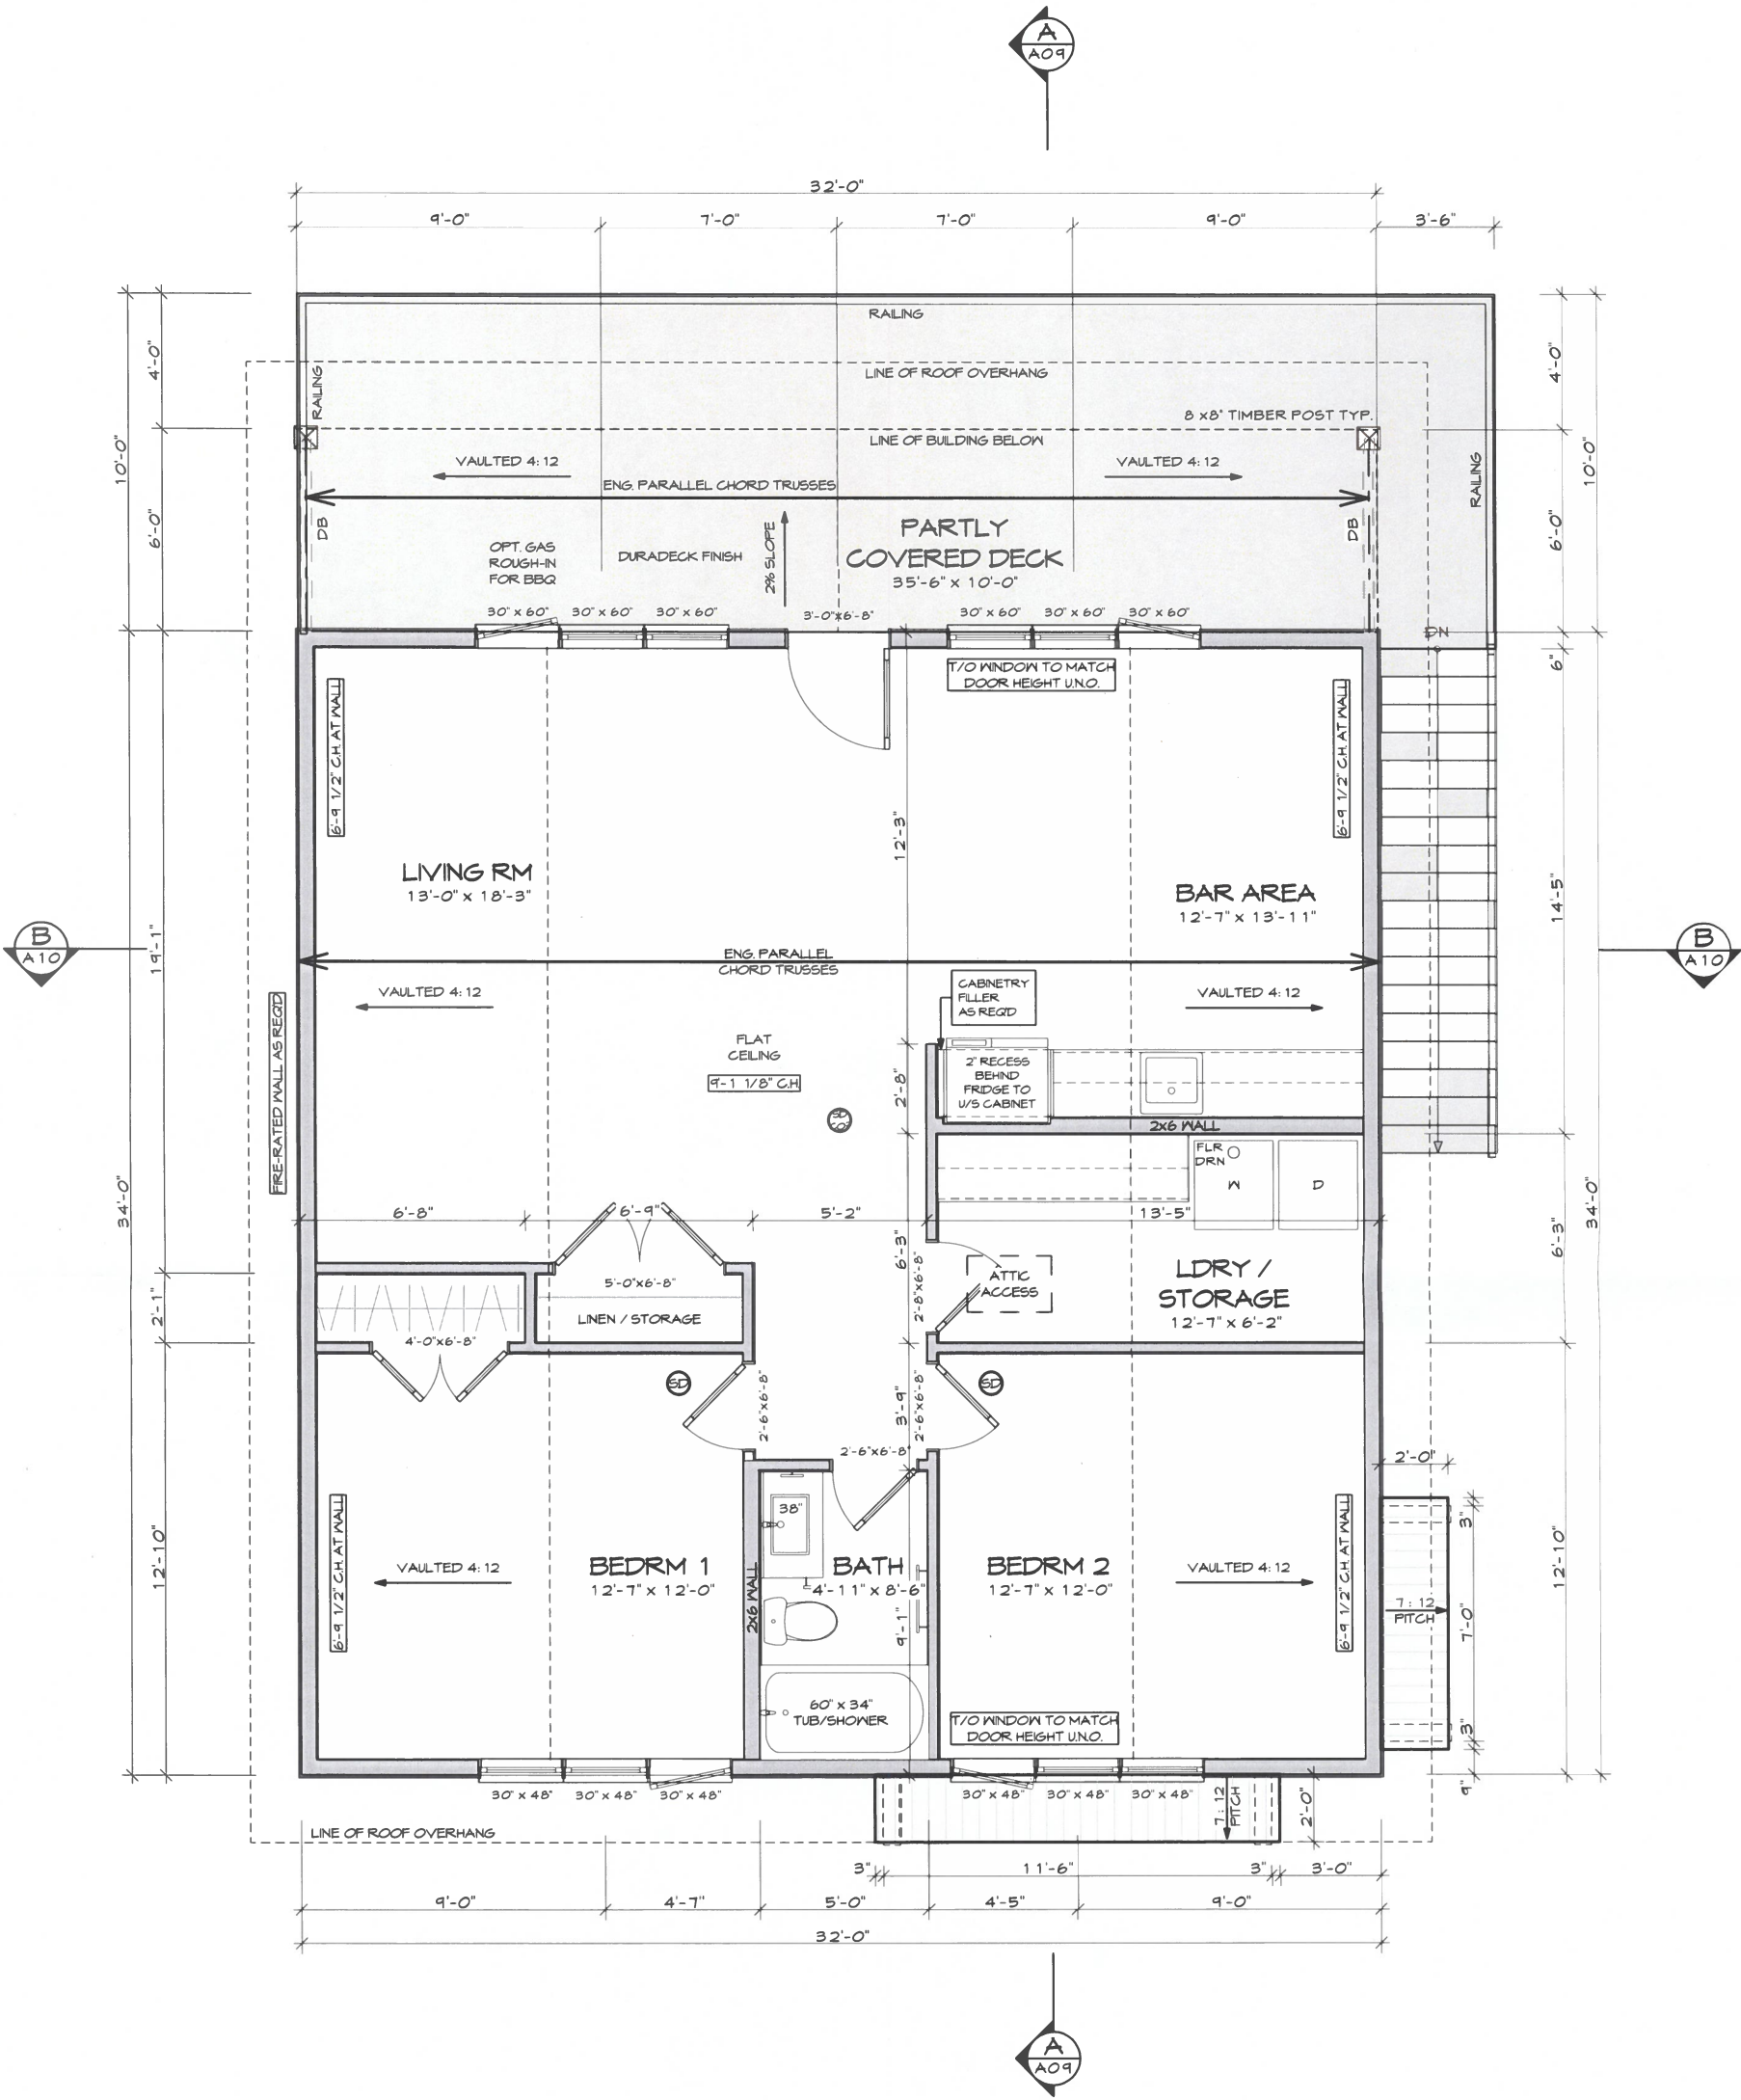 A
A09
32'-0"
9'-0"
7'-0"
7'-0"
9'-0"
3'-6"
RAILING
LINE OF ROOF OVERHANG
8 x8" TIMBER POST TYP.
LINE OF BUILDING BELOW
RAILING
RAILING
4'-0"
10'-0"
6'-0"
4'-0"
10'-0"
6'-0"
VAULTED 4:12
VAULTED 4:12
ENG. PARALLEL CHORD TRUSSES
DB
DB
PARTLY
COVERED DECK
35'-6" x 10'-0"
OPT. GAS
ROUGH-IN
FOR BBQ
DURADECK FINISH
2% SLOPE
30" x 60"
30" x 60"
30" x 60"
3'-0"x6'-8"
30" x 60"
30" x 60"
30" x 60"
DN
6"
T/O WINDOW TO MATCH
DOOR HEIGHT U.N.O.
6'-9 1/2" C.H. AT WALL
6'-9 1/2" C.H. AT WALL
12'-3"
LIVING RM
13'-0" x 18'-3"
BAR AREA
12'-7" x 13'-11"
14'-5"
B
A10
19'-1"
B
A10
ENG. PARALLEL
CHORD TRUSSES
VAULTED 4:12
VAULTED 4:12
CABINETRY
FILLER
AS REQ'D
FIRE-RATED WALL AS REQ'D
FLAT
CEILING
9'-1 1/8" C.H.
2'-8"
2" RECESS
BEHIND
FRIDGE TO
U/S CABINET
2x6 WALL
FLR
DRN
W
D
34'-0"
34'-0"
6'-8"
6'-9"
5'-2"
13'-5"
6'-3"
6'-3"
5'-0"x6'-8"
LINEN / STORAGE
2'-8"x6'-8"
ATTIC
ACCESS
LDRY /
STORAGE
12'-7" x 6'-2"
2'-1"
4'-0"x6'-8"
SD
SD
2'-6"x6'-8"
3'-9"
2'-6"x6'-8"
2'-6"x6'-8"
2'-0"
38"
6'-9 1/2" C.H. AT WALL
VAULTED 4:12
BEDRM 1
12'-7" x 12'-0"
2x6 WALL
BATH
4'-11" x 8'-6"
9'-1"
BEDRM 2
12'-7" x 12'-0"
VAULTED 4:12
6'-9 1/2" C.H. AT WALL
12'-10"
12'-10"
3"
7:12
PITCH
7'-0"
3"
9"
60" x 34"
TUB/SHOWER
T/O WINDOW TO MATCH
DOOR HEIGHT U.N.O.
30" x 48"
30" x 48"
30" x 48"
30" x 48"
30" x 48"
30" x 48"
7:12
PITCH
2'-0"
LINE OF ROOF OVERHANG
3"
11'-6"
3"
3'-0"
9'-0"
4'-7"
5'-0"
4'-5"
9'-0"
32'-0"
A
A09